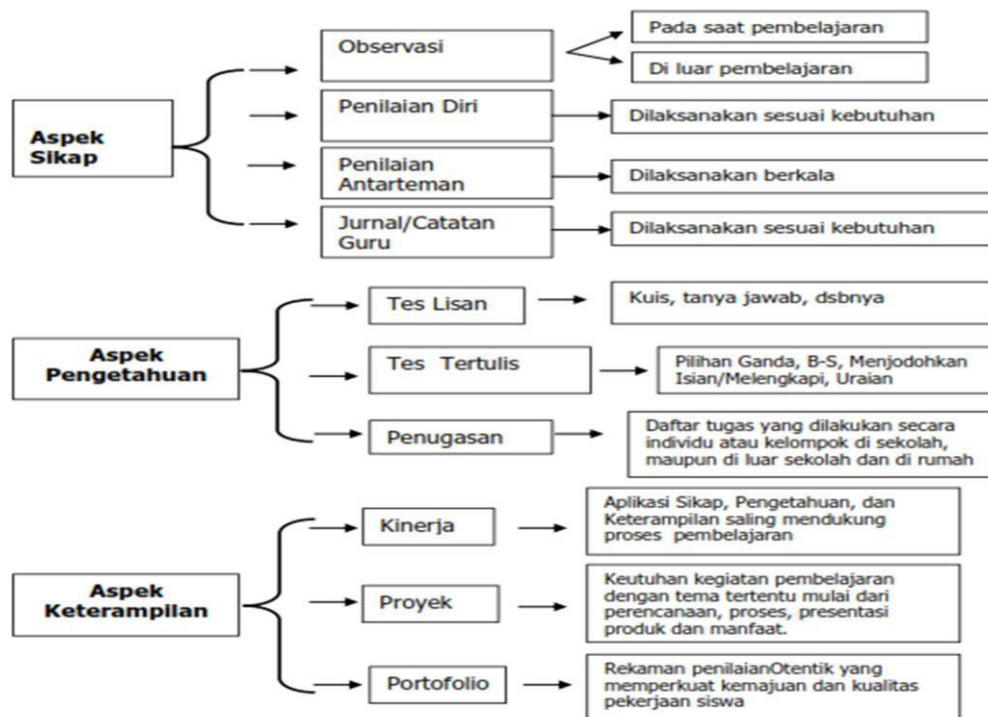 Aspek
Sikap
Observasi
Pada saat pembelajaran
Di luar pembelajaran
Penilaian Diri
Dilaksanakan sesuai kebutuhan
Penilaian
Antarteman
Dilaksanakan berkala
Jurnal/Catatan
Guru
Dilaksanakan sesuai kebutuhan
Aspek
Pengetahuan
Tes Lisan
Kuis, tanya jawab, dsbnya
Tes Tertulis
Pilihan Ganda, B-S, Menjodohkan
Isian/Melengkapi, Uraian
Penugasan
Daftar tugas yang dilakukan secara
individu atau kelompok di sekolah,
maupun di luar sekolah dan di rumah
Aspek
Keterampilan
Kinerja
Aplikasi Sikap, Pengetahuan, dan
Keterampilan saling mendukung
proses pembelajaran
Proyek
Keutuhan kegiatan pembelajaran
dengan tema tertentu mulai dari
perencanaan, proses, presentasi
produk dan manfaat.
Portofolio
Rekaman penilaianOtentik yang
memperkuat kemajuan dan kualitas
pekerjaan siswa